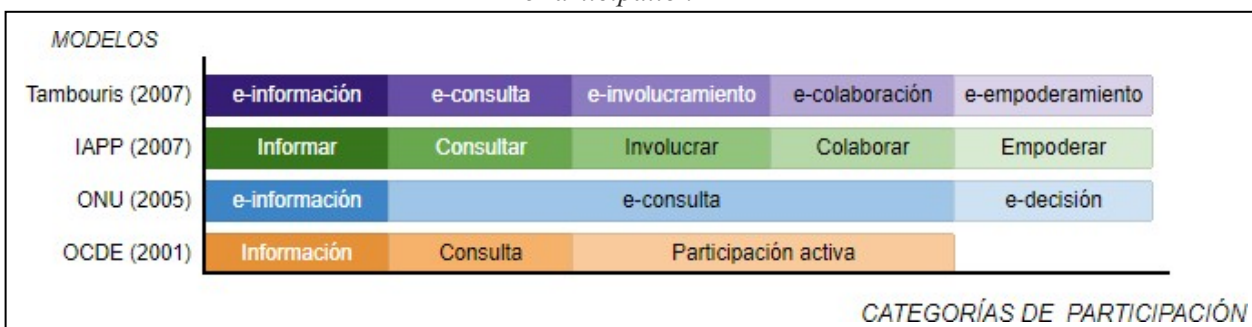 MODELOS
Tambouris (2007) e-información e-consulta e-involucramiento e-colaboración e-empoderamiento
IAPP (2007) Informar Consultar Involucrar Colaborar Empoderar
ONU (2005) e-información e-consulta e-decisión
OCDE (2001) Información Consulta Participación activa
CATEGORÍAS DE PARTICIPACIÓN